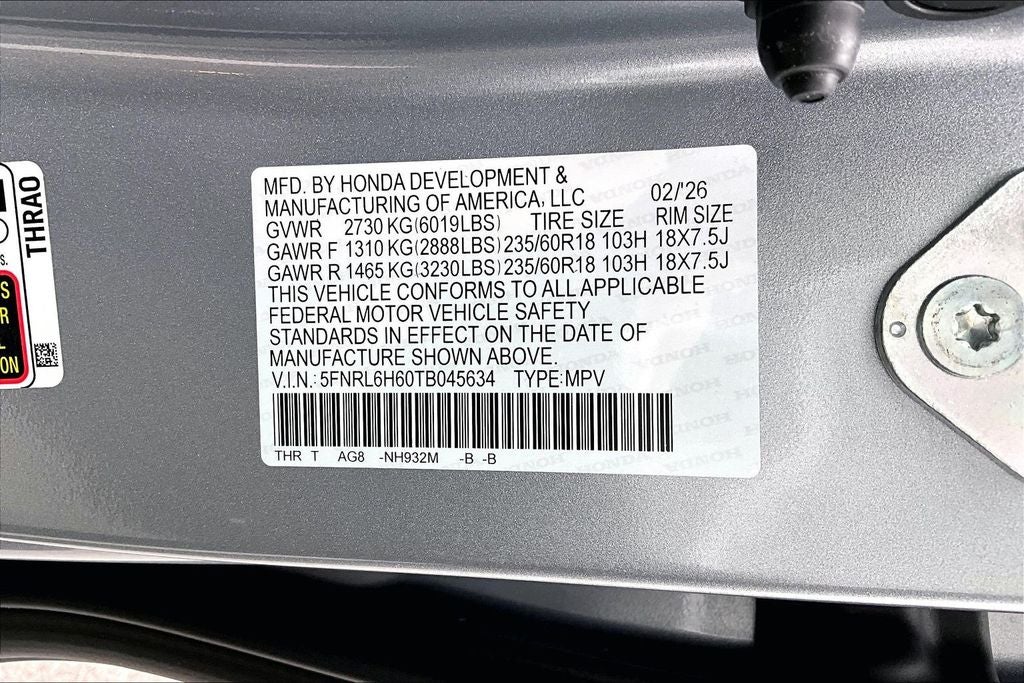 MFD. BY HONDA DEVELOPMENT &
MANUFACTURING OF AMERICA, LLC 02/'26
GVWR 2730 KG(6019LBS) TIRE SIZE RIM SIZE
GAWR F 1310 KG(2888LBS) 235/60R18 103H 18X7.5J
GAWR R 1465 KG(3230LBS) 235/60R18 103H 18X7.5J
THIS VEHICLE CONFORMS TO ALL APPLICABLE
FEDERAL MOTOR VEHICLE SAFETY
STANDARDS IN EFFECT ON THE DATE OF
MANUFACTURE SHOWN ABOVE.
V.I.N.: 5FNRL6H60TB045634 TYPE:MPV
THR T AG8 -NH932M -B -B
THRAO